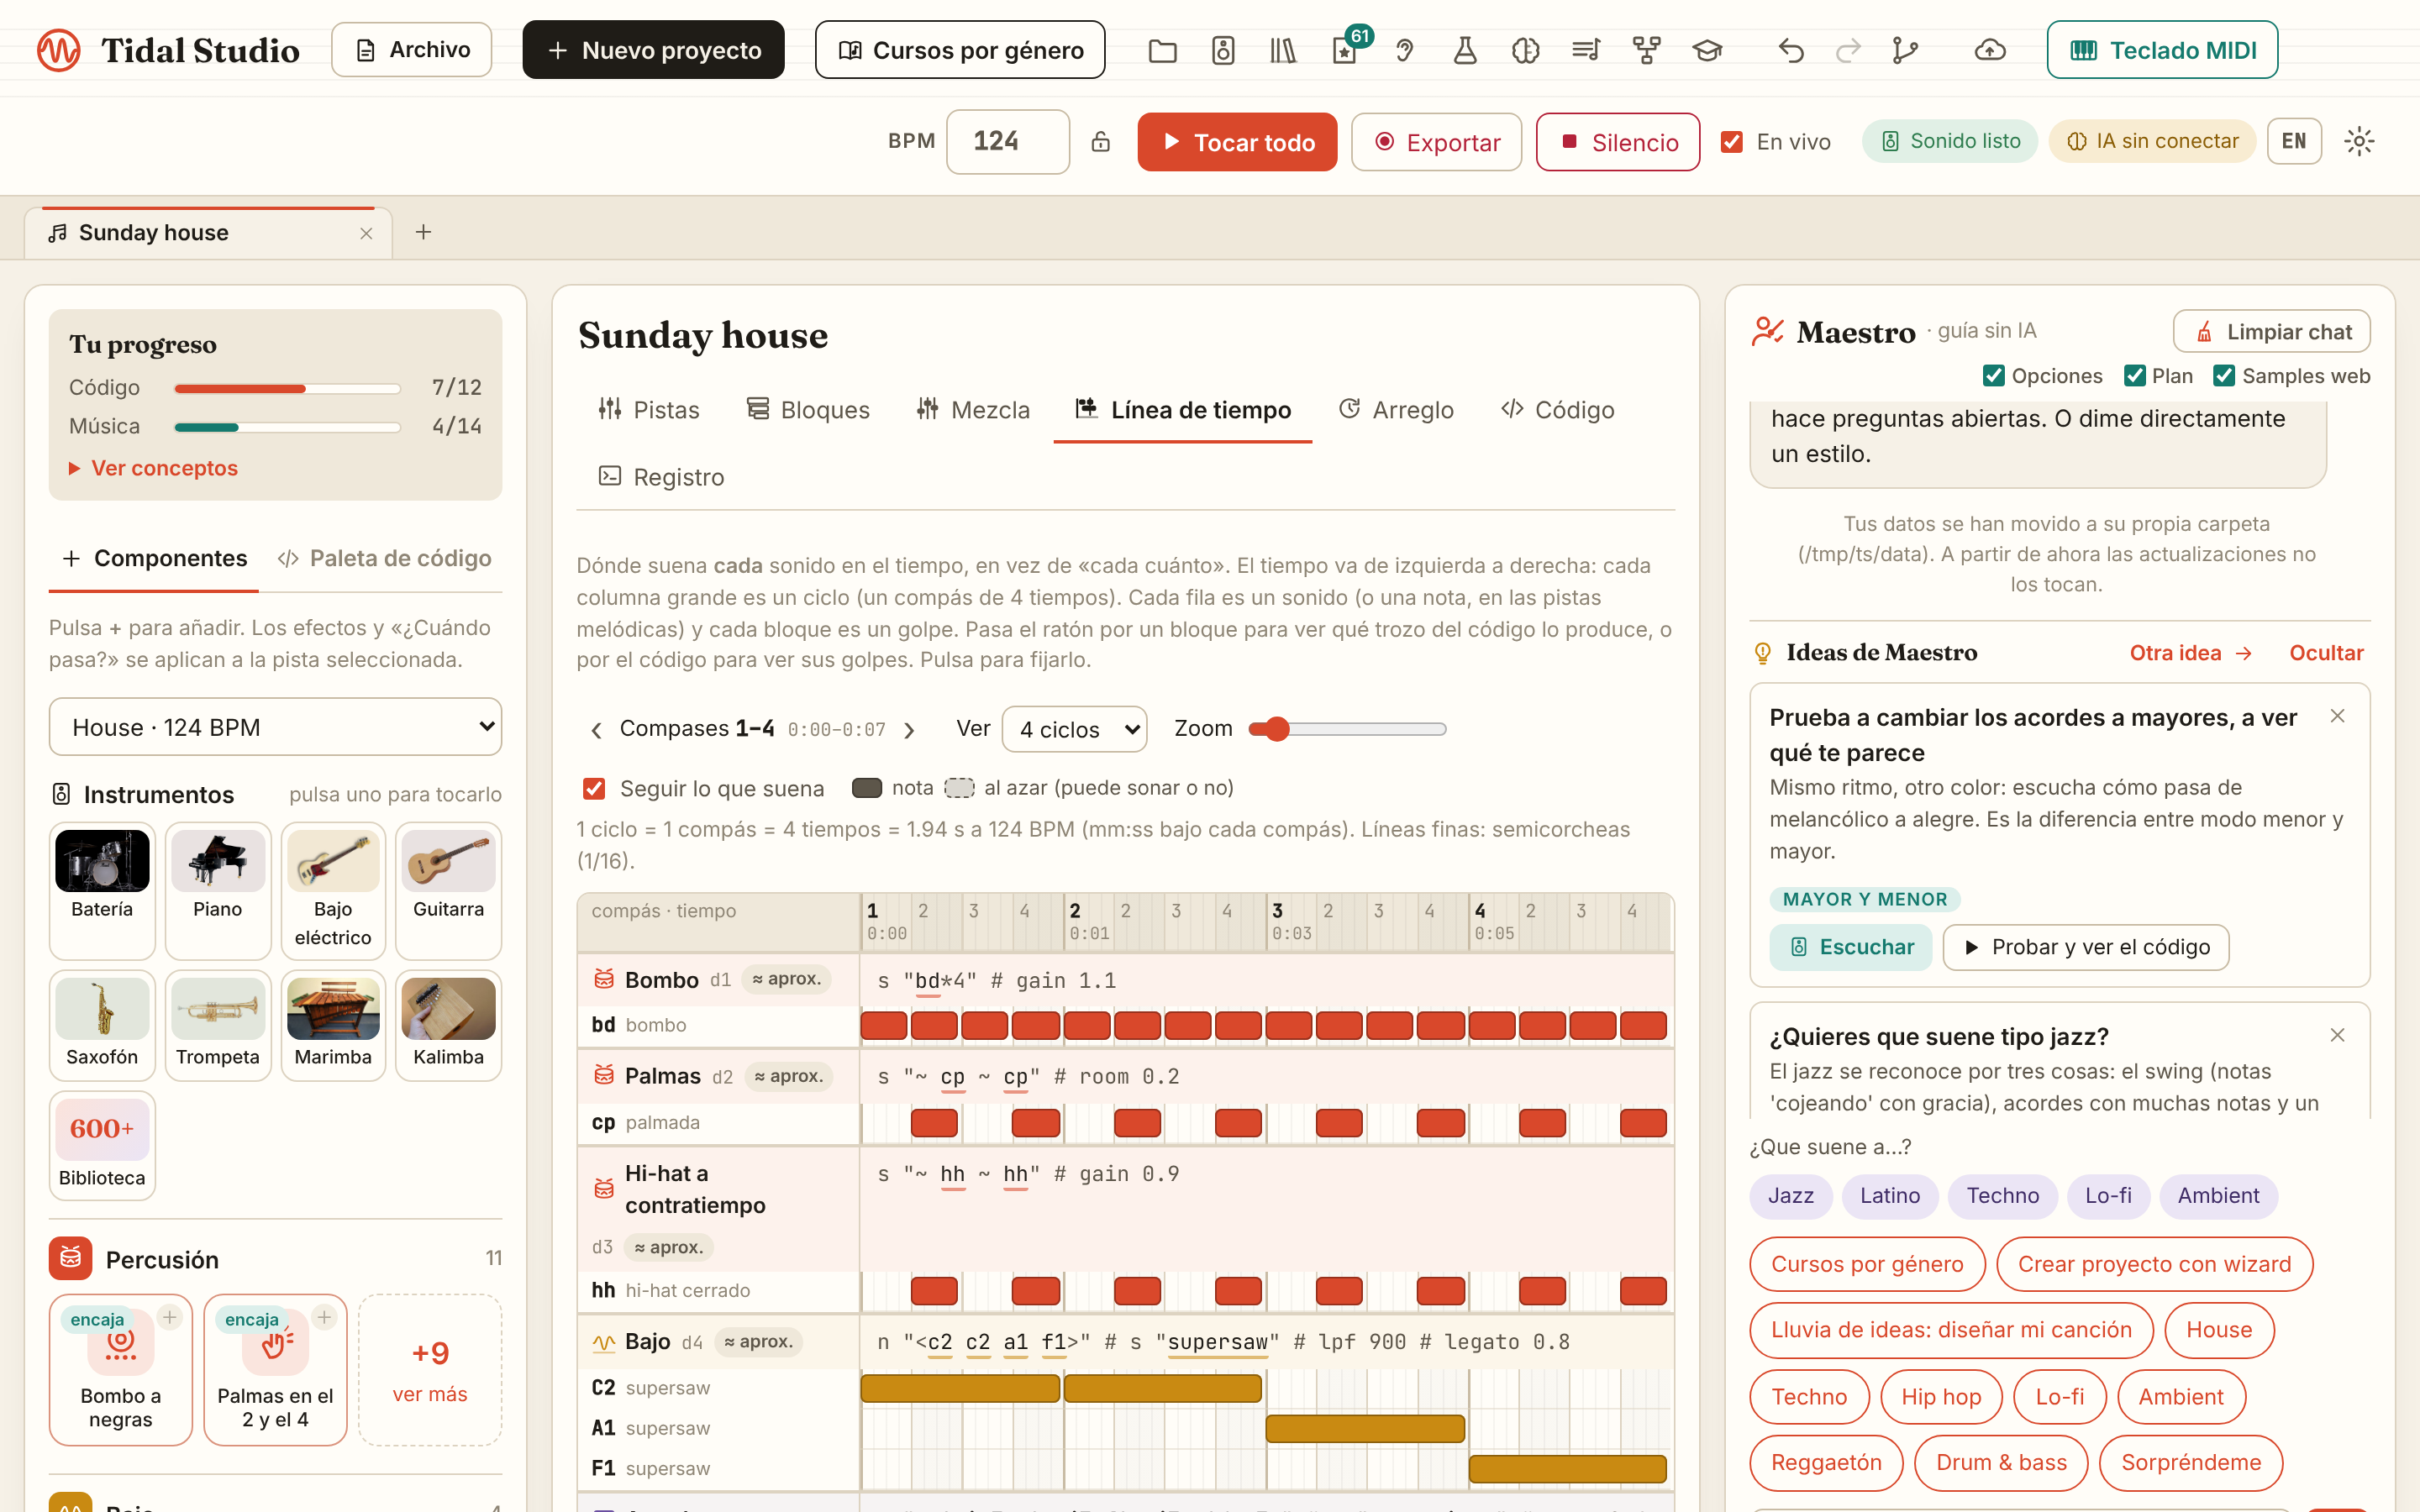 Tidal Studio
Archivo
Nuevo proyecto
Cursos por género
61
Teclado MIDI
BPM
124
Tocar todo
Exportar
Silencio
En vivo
Sonido listo
IA sin conectar
EN
Sunday house
Tu progreso
Código 7/12
Música 4/14
Ver conceptos
Componentes
Paleta de código
Pulsa + para añadir. Los efectos y «¿Cuándo
pasa?» se aplican a la pista seleccionada.
House · 124 BPM
Instrumentos
pulsa uno para tocarlo
Batería
Piano
Bajo
eléctrico
Guitarra
Saxofón
Trompeta
Marimba
Kalimba
600+
Biblioteca
Percusión
11
encaja
Bombo a
negras
encaja
Palmas en el
2 y el 4
+9
ver más
Sunday house
Pistas
Bloques
Mezcla
Línea de tiempo
Arreglo
Código
Registro
Dónde suena cada sonido en el tiempo, en vez de «cada cuánto». El tiempo va de izquierda a derecha: cada
columna grande es un ciclo (un compás de 4 tiempos). Cada fila es un sonido (o una nota, en las pistas
melódicas) y cada bloque es un golpe. Pasa el ratón por un bloque para ver qué trozo del código lo produce, o
por el código para ver sus golpes. Pulsa para fijarlo.
Compases 1–4 0:00–0:07
Ver
4 ciclos
Zoom
Seguir lo que suena
nota
al azar (puede sonar o no)
1 ciclo = 1 compás = 4 tiempos = 1.94 s a 124 BPM (mm:ss bajo cada compás). Líneas finas: semicorcheas
(1/16).
compás · tiempo
1 2 3 4 2 2 3 4 3 2 3 4 4 2 3 4
0:00 0:01 0:03 0:05
Bombo d1 ≈ aprox.
s "bd*4" # gain 1.1
bd bombo
Palmas d2 ≈ aprox.
s "~ cp ~ cp" # room 0.2
cp palmada
Hi-hat a
contratiempo
d3 ≈ aprox.
s "~ hh ~ hh" # gain 0.9
hh hi-hat cerrado
Bajo d4 ≈ aprox.
n "<c2 c2 a1 f1>" # s "supersaw" # lpf 900 # legato 0.8
C2 supersaw
A1 supersaw
F1 supersaw
Maestro
· guía sin IA
Limpiar chat
Opciones
Plan
Samples web
hace preguntas abiertas. O dime directamente
un estilo.
Tus datos se han movido a su propia carpeta
(/tmp/ts/data). A partir de ahora las actualizaciones no
los tocan.
Ideas de Maestro
Otra idea →
Ocultar
Prueba a cambiar los acordes a mayores, a ver
qué te parece
Mismo ritmo, otro color: escucha cómo pasa de
melancólico a alegre. Es la diferencia entre modo menor y
mayor.
MAYOR Y MENOR
Escuchar
Probar y ver el código
¿Quieres que suene tipo jazz?
El jazz se reconoce por tres cosas: el swing (notas
'cojeando' con gracia), acordes con muchas notas y un
¿Que suene a...?
Jazz
Latino
Techno
Lo-fi
Ambient
Cursos por género
Crear proyecto con wizard
Lluvia de ideas: diseñar mi canción
House
Techno
Hip hop
Lo-fi
Ambient
Reggaetón
Drum & bass
Sorpréndeme